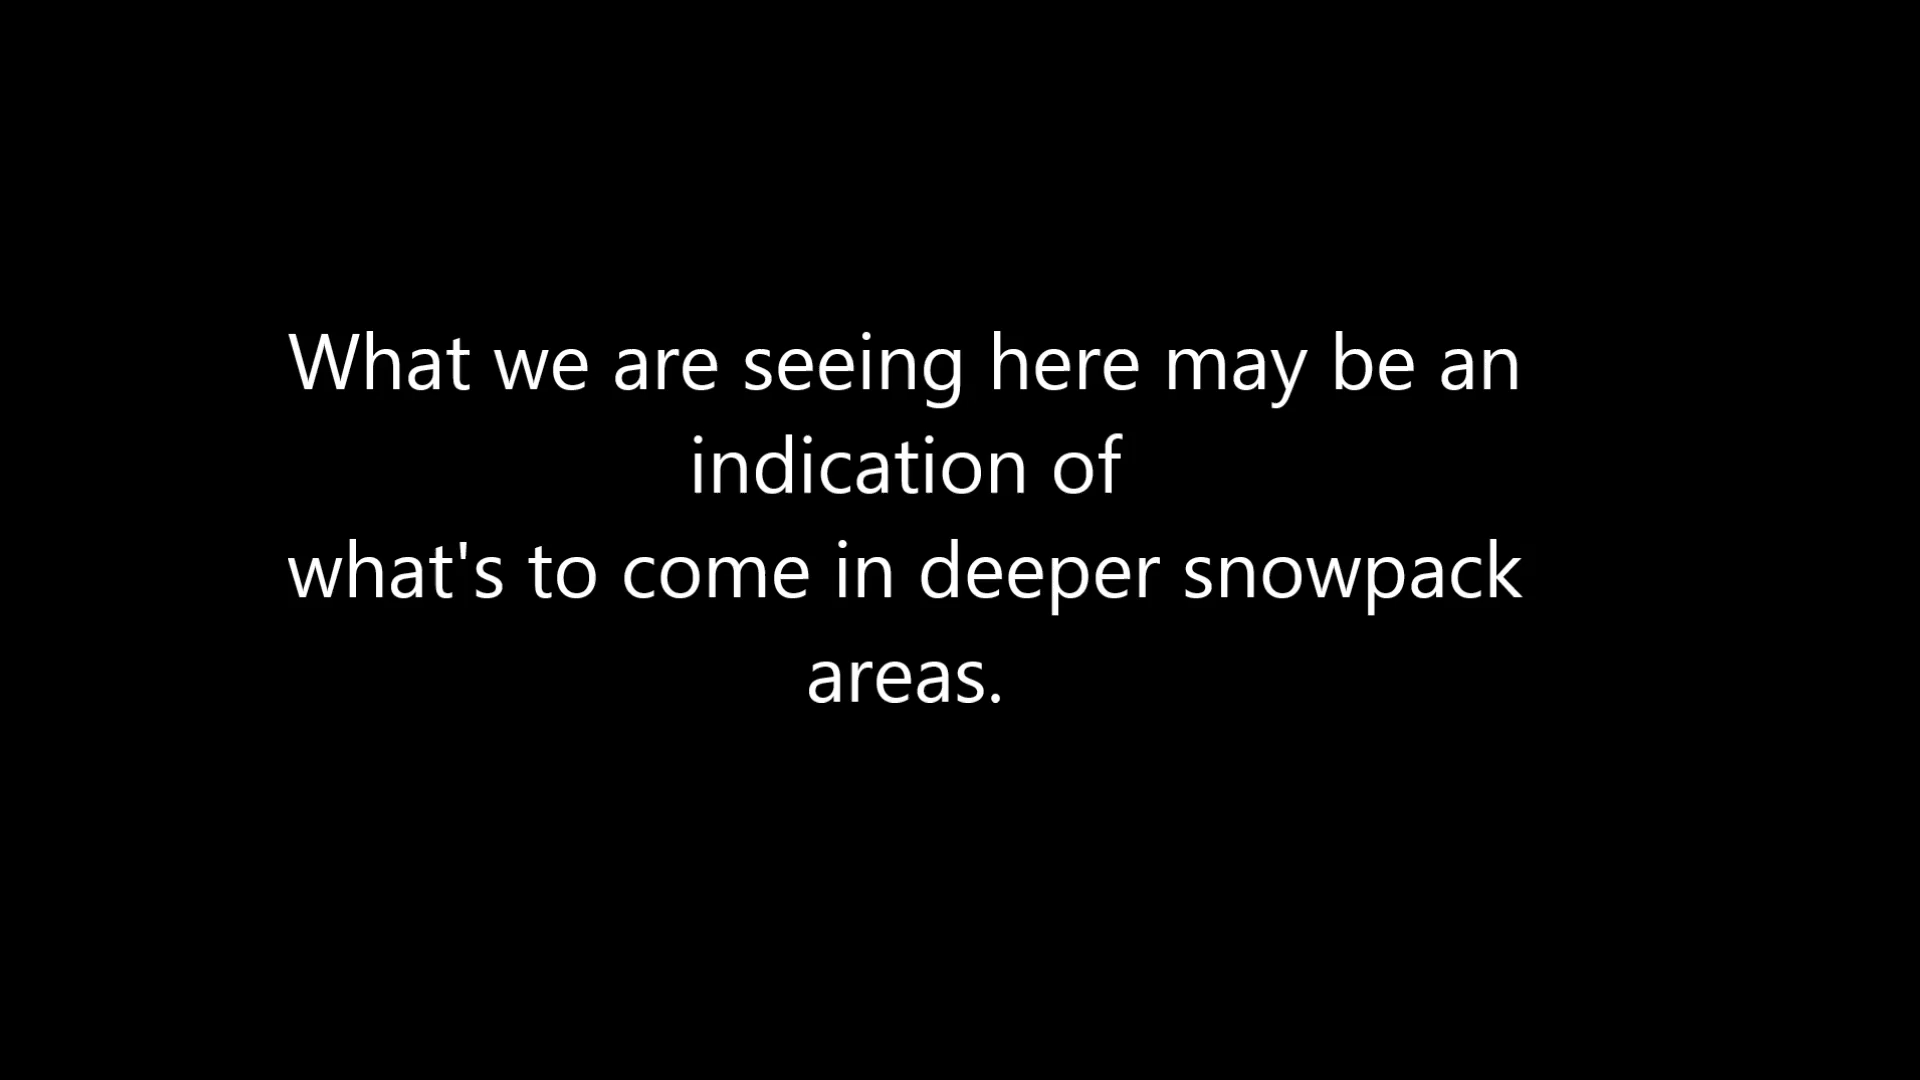 What we are seeing here may be an
indication of
what's to come in deeper snowpack
areas.